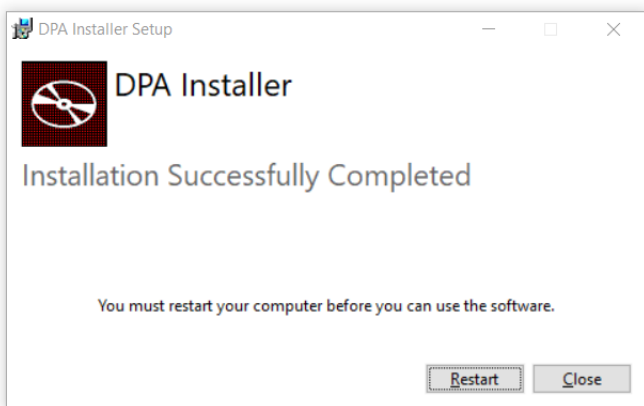 DPA Installer Setup
DPA Installer
Installation Successfully Completed
You must restart your computer before you can use the software.
Restart Close